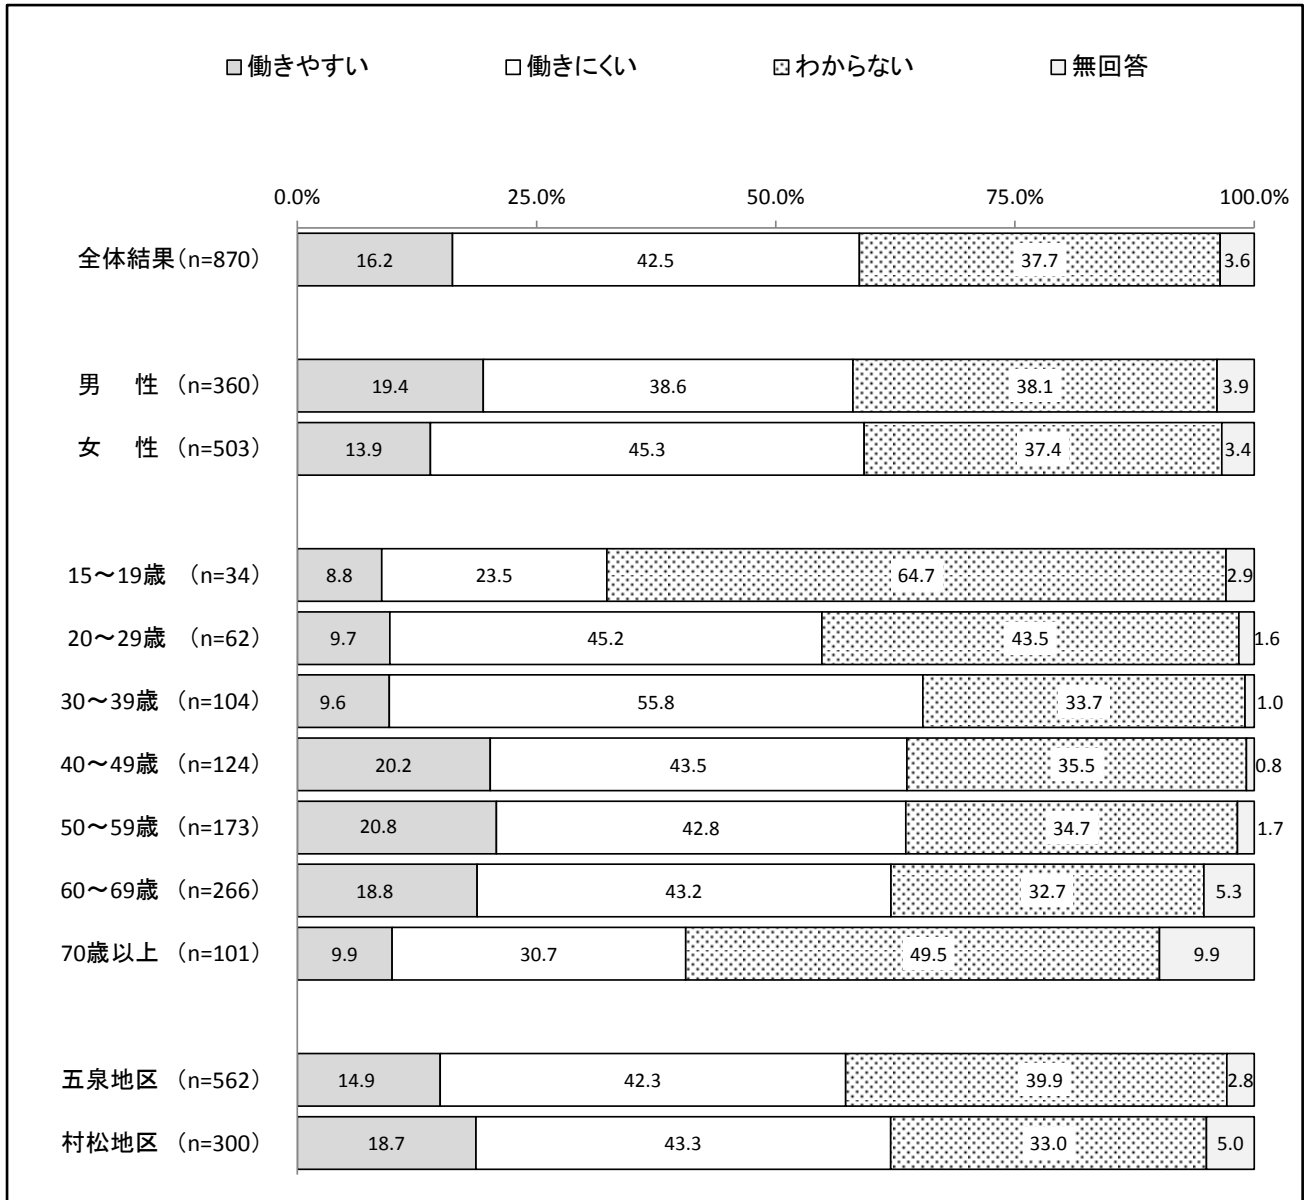 働きやすい 働きにくい わからない 無回答
0.0% 25.0% 50.0% 75.0% 100.0%
全体結果(n=870) 16.2 42.5 37.7 3.6
男 性 (n=360) 19.4 38.6 38.1 3.9
女 性 (n=503) 13.9 45.3 37.4 3.4
15～19歳 (n=34) 8.8 23.5 64.7 2.9
20～29歳 (n=62) 9.7 45.2 43.5 1.6
30～39歳 (n=104) 9.6 55.8 33.7 1.0
40～49歳 (n=124) 20.2 43.5 35.5 0.8
50～59歳 (n=173) 20.8 42.8 34.7 1.7
60～69歳 (n=266) 18.8 43.2 32.7 5.3
70歳以上 (n=101) 9.9 30.7 49.5 9.9
五泉地区 (n=562) 14.9 42.3 39.9 2.8
村松地区 (n=300) 18.7 43.3 33.0 5.0